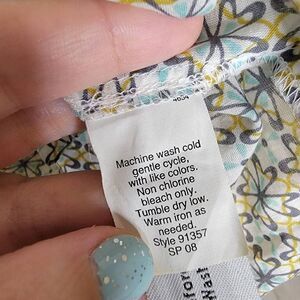 4654
Machine wash cold
gentle cycle,
with like colors.
Non chlorine
bleach only.
Tumble dry low.
Warm iron as
needed.
Style 91357
SP 08